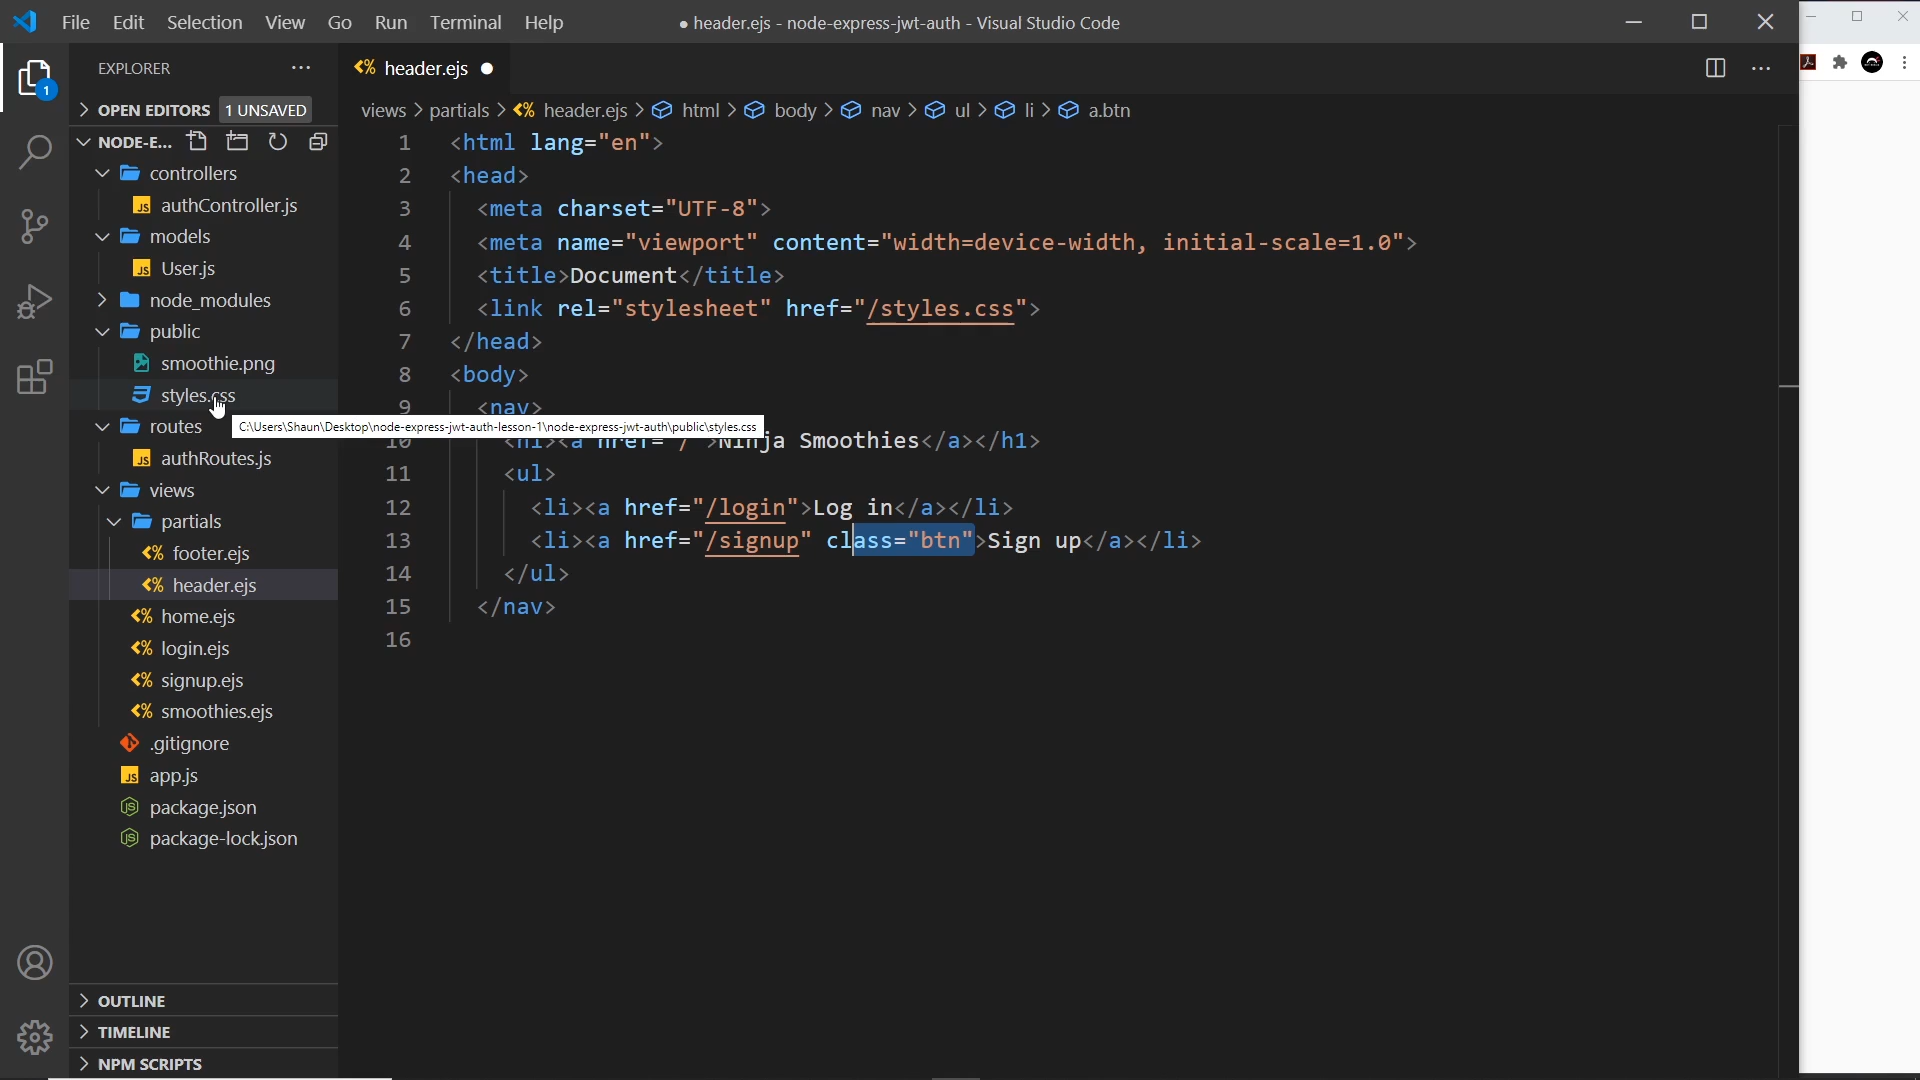 File Edit Selection View Go Run Terminal Help
● header.ejs - node-express-jwt-auth - Visual Studio Code
EXPLORER
header.ejs
OPEN EDITORS 1 UNSAVED
views > partials > header.ejs > html > body > nav > ul > li > a.btn
NODE-E...
controllers
authController.js
models
User.js
node_modules
public
smoothie.png
styles.css
routes
authRoutes.js
views
partials
footer.ejs
header.ejs
home.ejs
login.ejs
signup.ejs
smoothies.ejs
.gitignore
app.js
package.json
package-lock.json
OUTLINE
TIMELINE
NPM SCRIPTS
1
1 <html lang="en">
2 <head>
3 <meta charset="UTF-8">
4 <meta name="viewport" content="width=device-width, initial-scale=1.0">
5 <title>Document</title>
6 <link rel="stylesheet" href="/styles.css">
7 </head>
8 <body>
9 <nav>
C:\Users\Shaun\Desktop\node-express-jwt-auth-lesson-1\node-express-jwt-auth\public\styles.css
10 <h1><a href="/">Ninja Smoothies</a></h1>
11 <ul>
12 <li><a href="/login">Log in</a></li>
13 <li><a href="/signup" class="btn">Sign up</a></li>
14 </ul>
15 </nav>
16